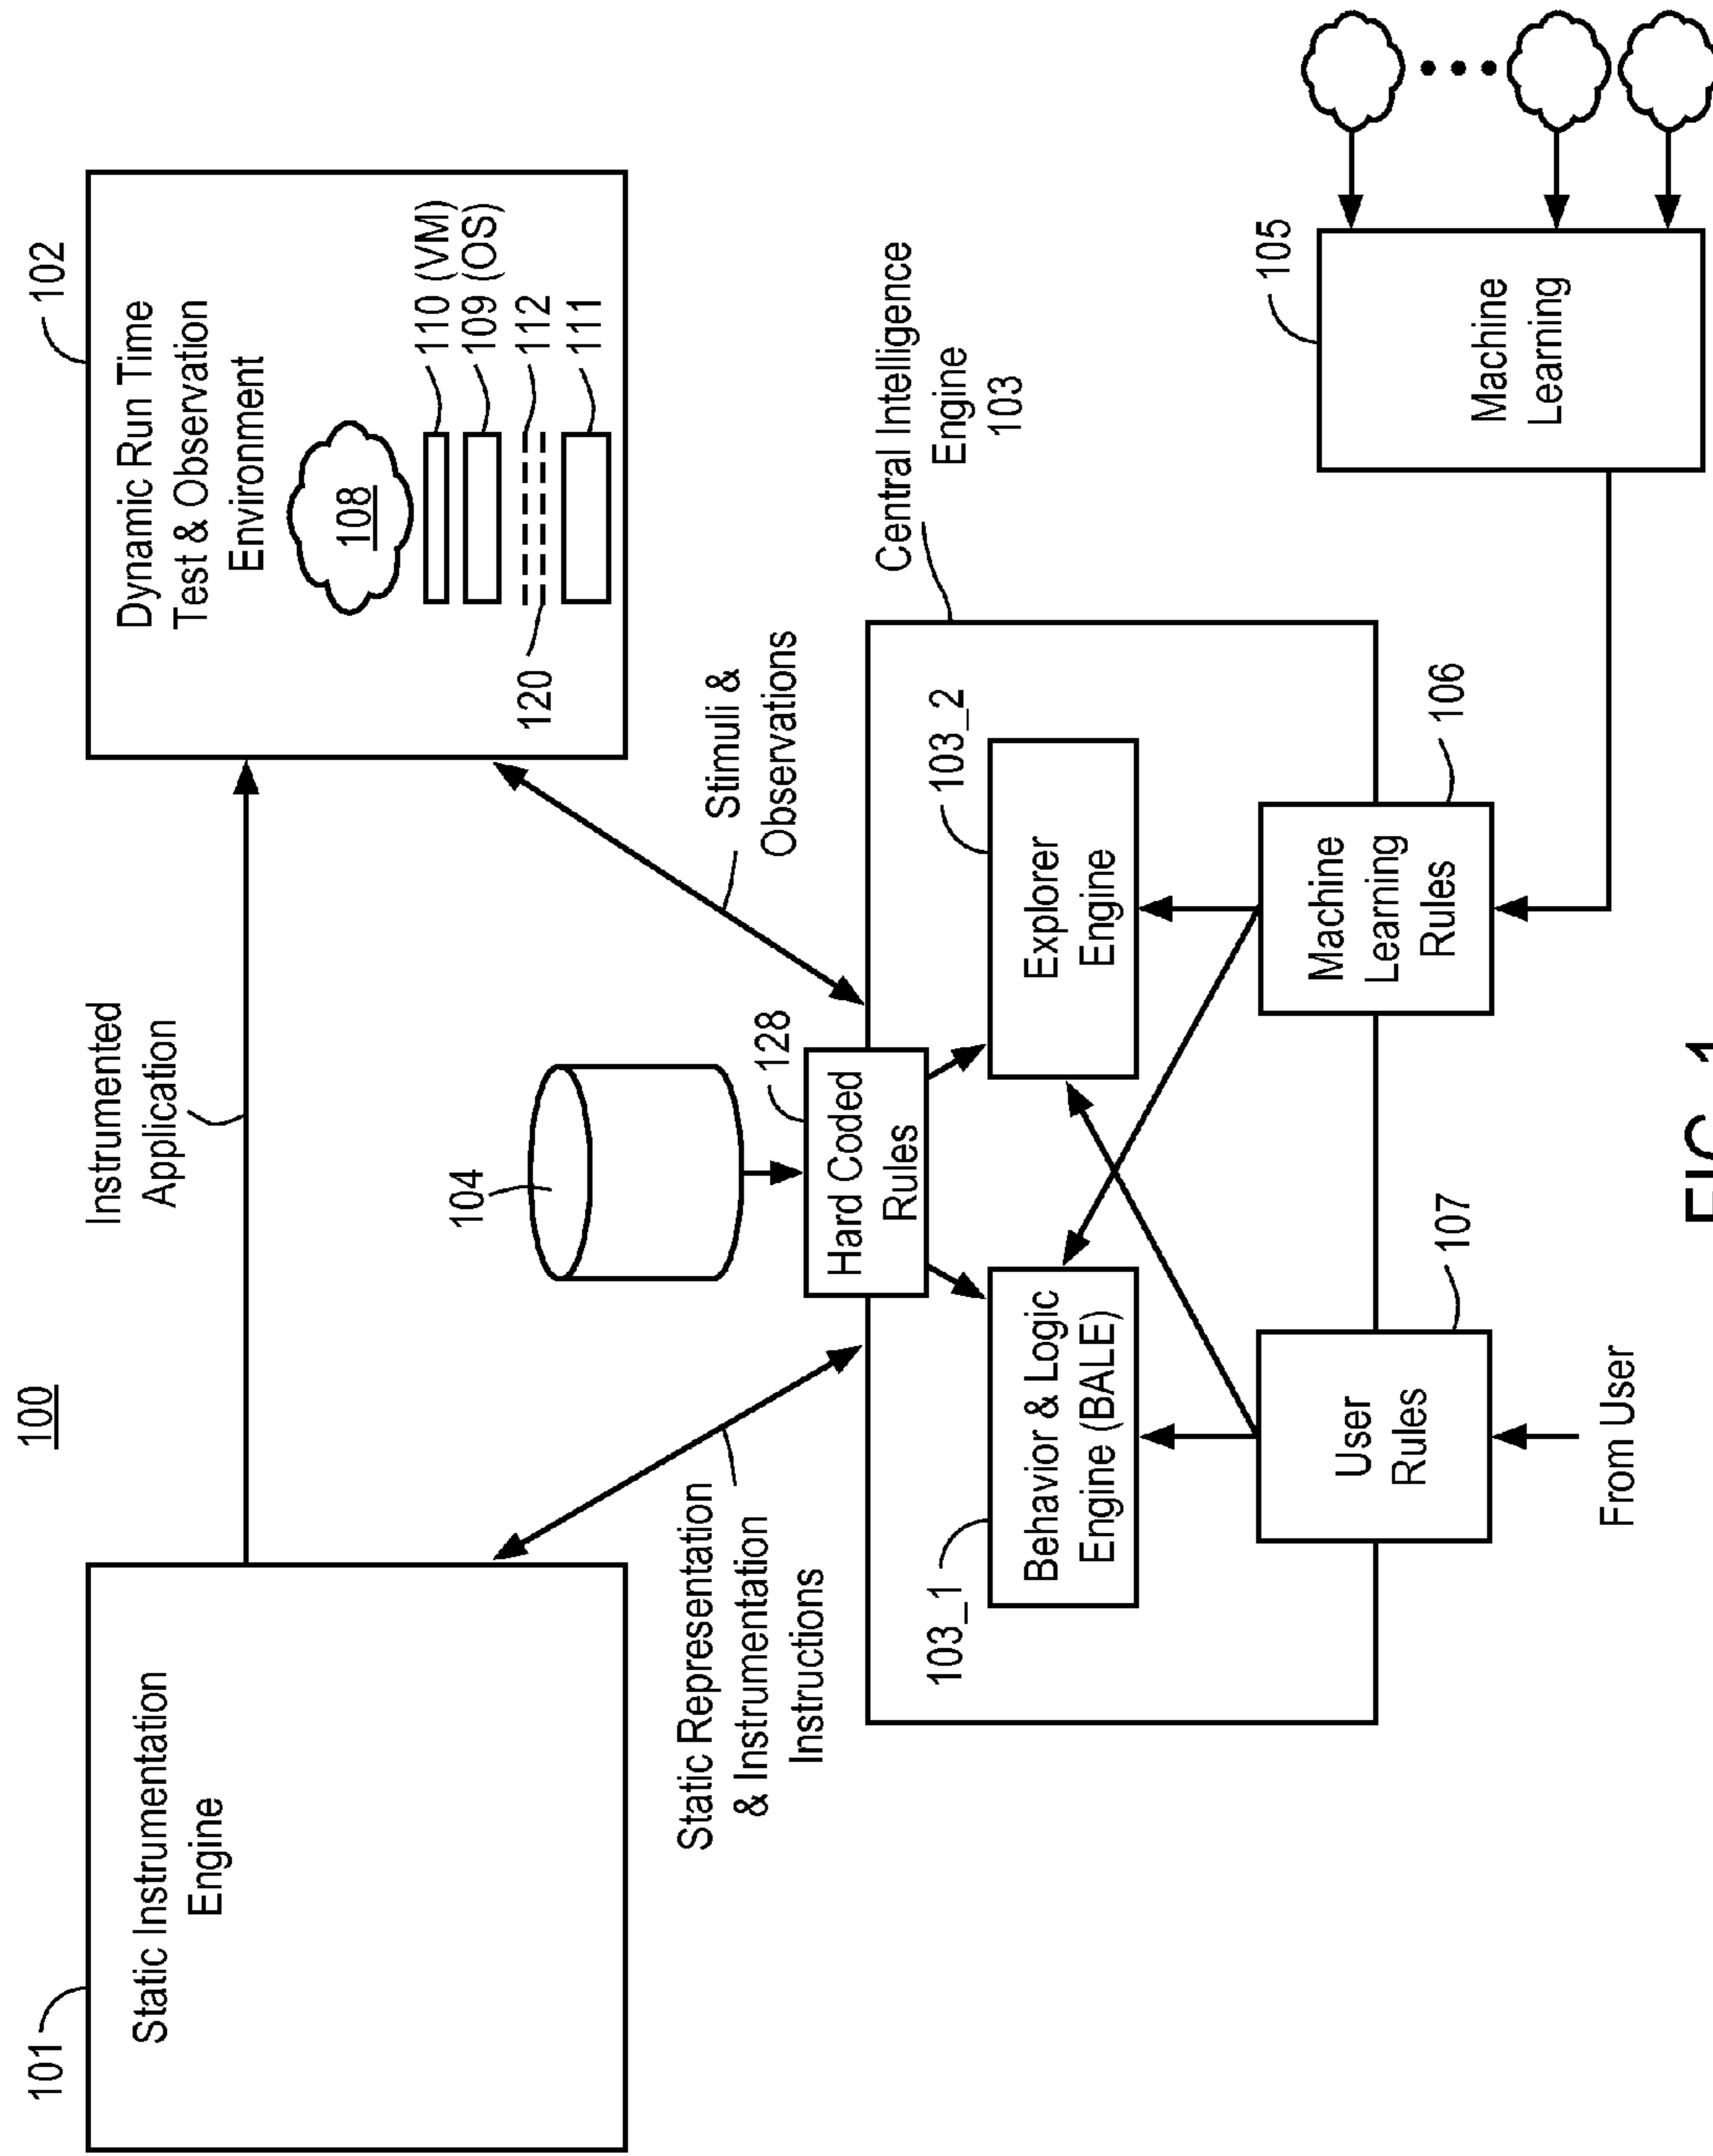 100
101
Static Instrumentation
Engine
Instrumented
Application
102
Dynamic Run Time
Test & Observation
Environment
108
110 (VM)
109 (OS)
112
111
120
Static Representation
& Instrumentation
Instructions
104
Stimuli &
Observations
128
Hard Coded
Rules
Central Intelligence
Engine
103
103_1
Behavior & Logic
Engine (BALE)
103_2
Explorer
Engine
User
Rules
107
Machine
Learning
Rules
106
105
Machine
Learning
From User
FIG. 1